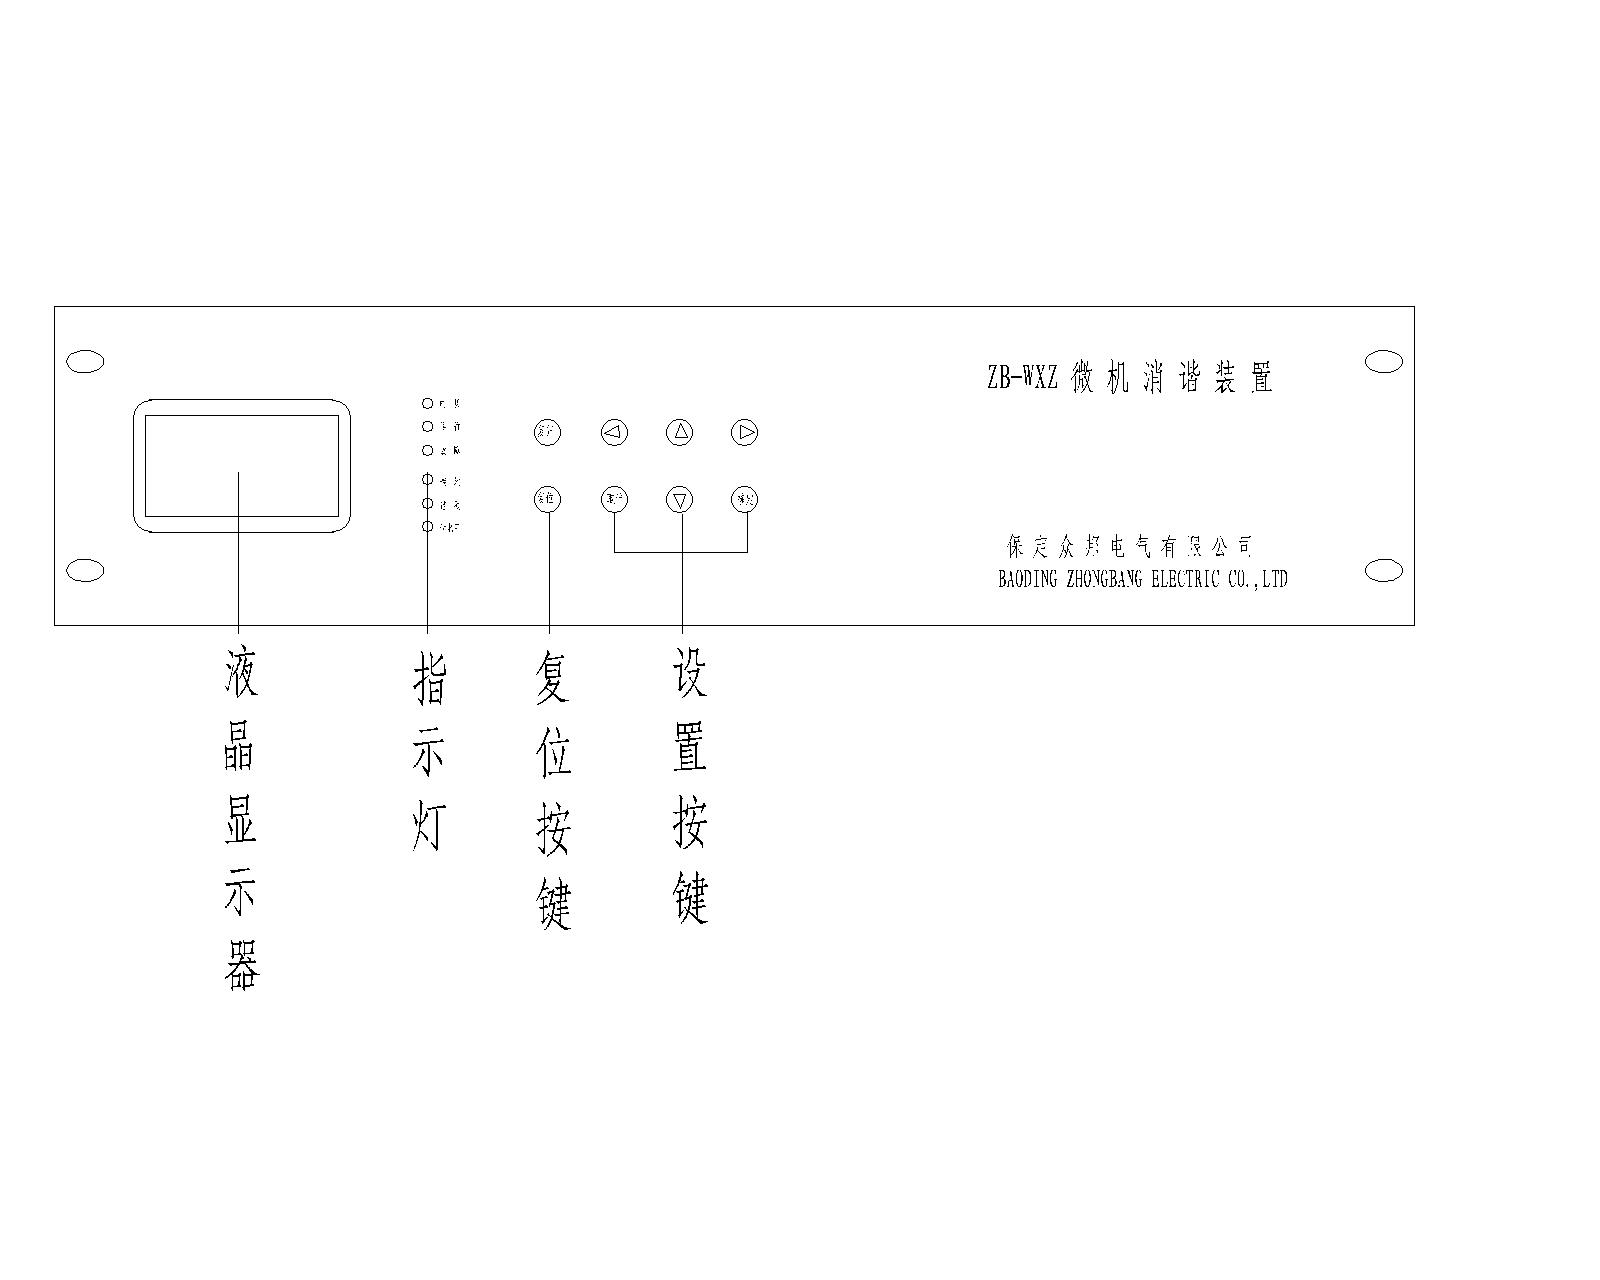 ZB-WXZ 微机消谐装置
复位
保定众邦电气有限公司
BAODING ZHONGBANG ELECTRIC CO.,LTD
液晶显示器
指示灯
复位按键
设置按键